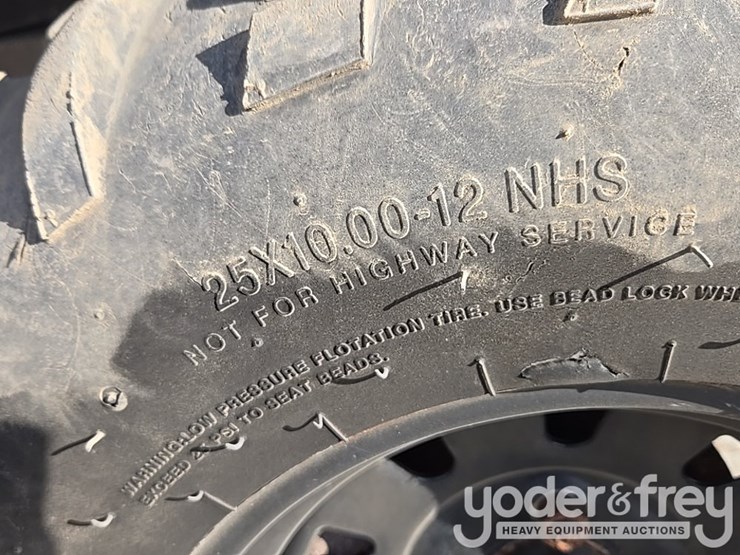 25X10.00-12 NHS
NOT FOR HIGHWAY SERVICE
WARNING:LOW PRESSURE FLOTATION TIRE. USE BEAD LOCK WHE
EXCEED PSI TO SEAT BEADS.
yoder&frey
HEAVY EQUIPMENT AUCTIONS